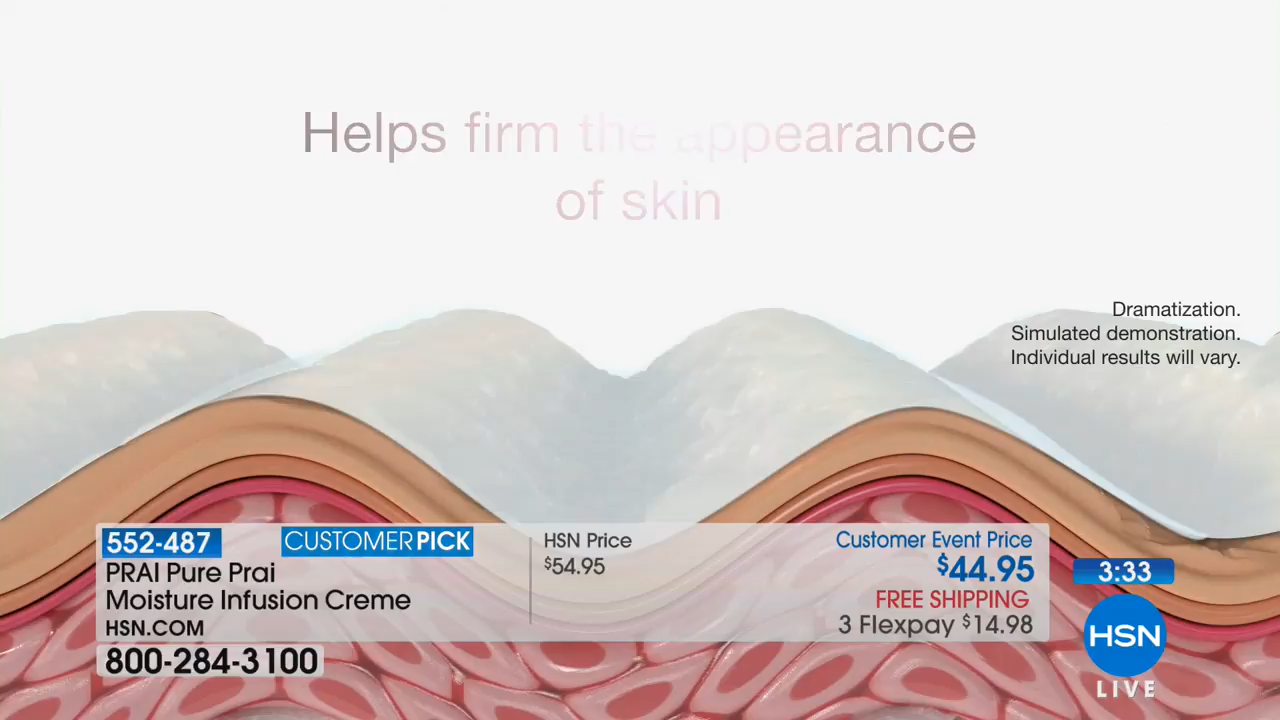 Helps firm the appearance
of skin
Dramatization.
Simulated demonstration.
Individual results will vary.
552-487
CUSTOMERPICK
PRAI Pure Prai
Moisture Infusion Creme
HSN.COM
800-284-3100
HSN Price
$54.95
Customer Event Price
$44.95
FREE SHIPPING
3 Flexpay $14.98
3:33
HSN
LIVE